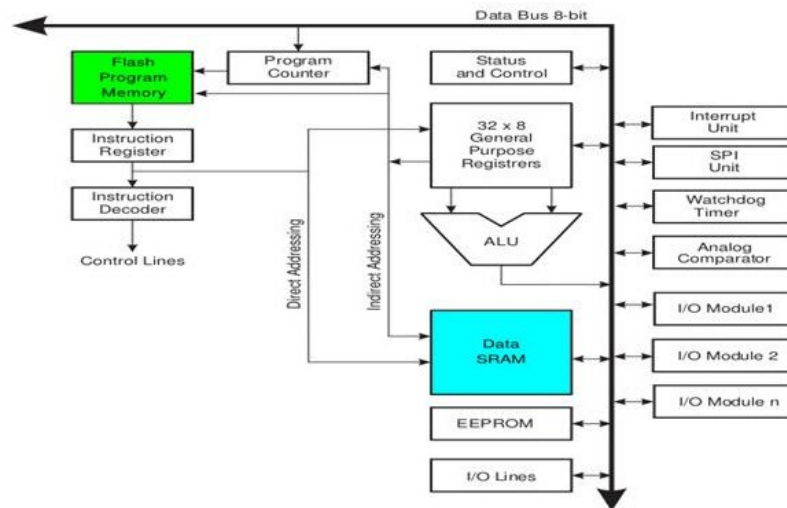 Data Bus 8-bit
Flash
Program
Memory
Program
Counter
Status
and Control
Instruction
Register
32 x 8
General
Purpose
Registrers
Interrupt
Unit
SPI
Unit
Instruction
Decoder
Watchdog
Timer
ALU
Analog
Comparator
Control Lines
Direct Addressing
Indirect Addressing
I/O Module1
Data
SRAM
I/O Module 2
I/O Module n
EEPROM
I/O Lines